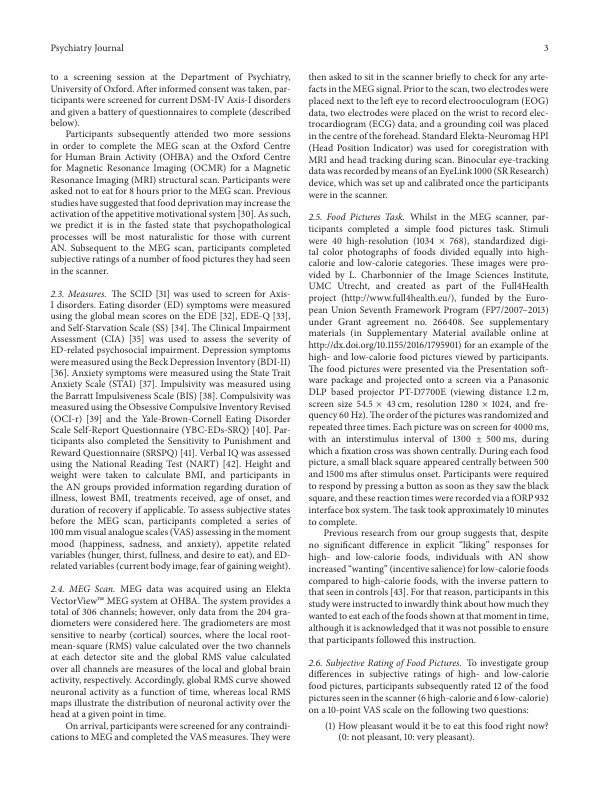 Psychiatry Journal
3
to a screening session at the Department of Psychiatry,
University of Oxford. After informed consent was taken, par-
ticipants were screened for current DSM-IV Axis-I disorders
and given a battery of questionnaires to complete (described
below).
Participants subsequently attended two more sessions
in order to complete the MEG scan at the Oxford Centre
for Human Brain Activity (OHBA) and the Oxford Centre
for Magnetic Resonance Imaging (OCMR) for a Magnetic
Resonance Imaging (MRI) structural scan. Participants were
asked not to eat for 8 hours prior to the MEG scan. Previous
studies have suggested that food deprivation may increase the
activation of the appetitive motivational system [30]. As such,
we predict it is in the fasted state that psychopathological
processes will be most naturalistic for those with current
AN. Subsequent to the MEG scan, participants completed
subjective ratings of a number of food pictures they had seen
in the scanner.
2.3. Measures. The SCID [31] was used to screen for Axis-
I disorders. Eating disorder (ED) symptoms were measured
using the global mean scores on the EDE [32], EDE-Q [33],
and Self-Starvation Scale (SS) [34]. The Clinical Impairment
Assessment (CIA) [35] was used to assess the severity of
ED-related psychosocial impairment. Depression symptoms
were measured using the Beck Depression Inventory (BDI-II)
[36]. Anxiety symptoms were measured using the State Trait
Anxiety Scale (STAI) [37]. Impulsivity was measured using
the Barratt Impulsiveness Scale (BIS) [38]. Compulsivity was
measured using the Obsessive Compulsive Inventory Revised
(OCI-r) [39] and the Yale-Brown-Cornell Eating Disorder
Scale Self-Report Questionnaire (YBC-EDs-SRQ) [40]. Par-
ticipants also completed the Sensitivity to Punishment and
Reward Questionnaire (SRSPQ) [41]. Verbal IQ was assessed
using the National Reading Test (NART) [42]. Height and
weight were taken to calculate BMI, and participants in
the AN groups provided information regarding duration of
illness, lowest BMI, treatments received, age of onset, and
duration of recovery if applicable. To assess subjective states
before the MEG scan, participants completed a series of
100 mm visual analogue scales (VAS) assessing in the moment
mood (happiness, sadness, and anxiety), appetite related
variables (hunger, thirst, fullness, and desire to eat), and ED-
related variables (current body image, fear of gaining weight).
2.4. MEG Scan. MEG data was acquired using an Elekta
VectorView™ MEG system at OHBA. The system provides a
total of 306 channels; however, only data from the 204 gra-
diometers were considered here. The gradiometers are most
sensitive to nearby (cortical) sources, where the local root-
mean-square (RMS) value calculated over the two channels
at each detector site and the global RMS value calculated
over all channels are measures of the local and global brain
activity, respectively. Accordingly, global RMS curve showed
neuronal activity as a function of time, whereas local RMS
maps illustrate the distribution of neuronal activity over the
head at a given point in time.
On arrival, participants were screened for any contraindi-
cations to MEG and completed the VAS measures. They were
then asked to sit in the scanner briefly to check for any arte-
facts in the MEG signal. Prior to the scan, two electrodes were
placed next to the left eye to record electrooculogram (EOG)
data, two electrodes were placed on the wrist to record elec-
trocardiogram (ECG) data, and a grounding coil was placed
in the centre of the forehead. Standard Elekta-Neuromag HPI
(Head Position Indicator) was used for coregistration with
MRI and head tracking during scan. Binocular eye-tracking
data was recorded by means of an EyeLink 1000 (SR Research)
device, which was set up and calibrated once the participants
were in the scanner.
2.5. Food Pictures Task. Whilst in the MEG scanner, par-
ticipants completed a simple food pictures task. Stimuli
were 40 high-resolution (1034 × 768), standardized digi-
tal color photographs of foods divided equally into high-
calorie and low-calorie categories. These images were pro-
vided by L. Charbonnier of the Image Sciences Institute,
UMC Utrecht, and created as part of the Full4Health
project (http://www.full4health.eu/), funded by the Euro-
pean Union Seventh Framework Program (FP7/2007–2013)
under Grant agreement no. 266408. See supplementary
materials (in Supplementary Material available online at
http://dx.doi.org/10.1155/2016/1795901) for an example of the
high- and low-calorie food pictures viewed by participants.
The food pictures were presented via the Presentation soft-
ware package and projected onto a screen via a Panasonic
DLP based projector PT-D7700E (viewing distance 1.2 m,
screen size 54.5 × 43 cm, resolution 1280 × 1024, and fre-
quency 60 Hz). The order of the pictures was randomized and
repeated three times. Each picture was on screen for 4000 ms,
with an interstimulus interval of 1300 ± 500 ms, during
which a fixation cross was shown centrally. During each food
picture, a small black square appeared centrally between 500
and 1500 ms after stimulus onset. Participants were required
to respond by pressing a button as soon as they saw the black
square, and these reaction times were recorded via a fORP 932
interface box system. The task took approximately 10 minutes
to complete.
Previous research from our group suggests that, despite
no significant difference in explicit “liking” responses for
high- and low-calorie foods, individuals with AN show
increased “wanting” (incentive salience) for low-calorie foods
compared to high-calorie foods, with the inverse pattern to
that seen in controls [43]. For that reason, participants in this
study were instructed to inwardly think about how much they
wanted to eat each of the foods shown at that moment in time,
although it is acknowledged that it was not possible to ensure
that participants followed this instruction.
2.6. Subjective Rating of Food Pictures. To investigate group
differences in subjective ratings of high- and low-calorie
food pictures, participants subsequently rated 12 of the food
pictures seen in the scanner (6 high-calorie and 6 low-calorie)
on a 10-point VAS scale on the following two questions:
(1) How pleasant would it be to eat this food right now?
(0: not pleasant, 10: very pleasant).